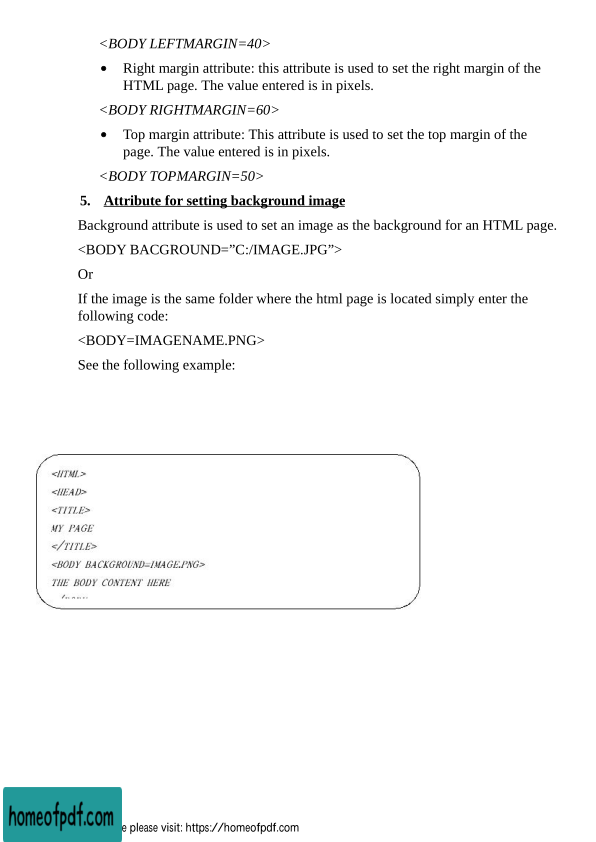 <BODY LEFTMARGIN=40>
• Right margin attribute: this attribute is used to set the right margin of the
HTML page. The value entered is in pixels.
<BODY RIGHTMARGIN=60>
• Top margin attribute: This attribute is used to set the top margin of the
page. The value entered is in pixels.
<BODY TOPMARGIN=50>
5. Attribute for setting background image
Background attribute is used to set an image as the background for an HTML page.
<BODY BACGROUND=”C:/IMAGE.JPG”>
Or
If the image is the same folder where the html page is located simply enter the
following code:
<BODY=IMAGENAME.PNG>
See the following example:
<HTML>
<HEAD>
<TITLE>
MY PAGE
</TITLE>
<BODY BACKGROUND=IMAGE.PNG>
THE BODY CONTENT HERE
homeofpdf.com
e please visit: https://homeofpdf.com